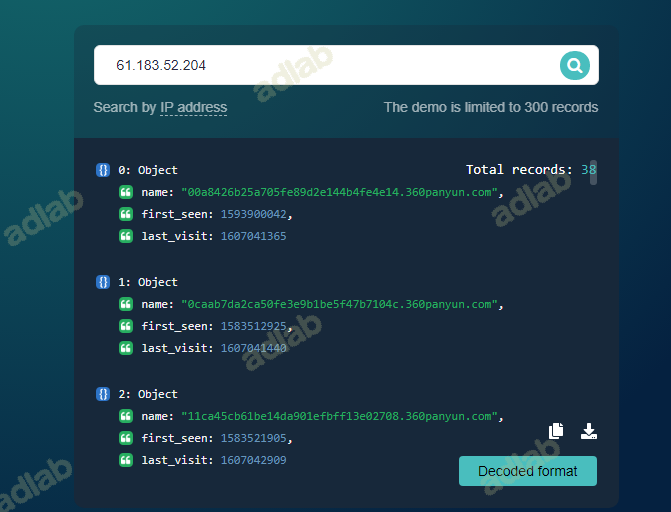 61.183.52.204
Search by IP address
The demo is limited to 300 records
0: Object
Total records: 38
name: "00a8426b25a705fe89d2e144b4fe4e14.360panyun.com",
first_seen: 1593900042,
last_visit: 1607041365
1: Object
name: "0caab7da2ca50fe3e9b1be5f47b7104c.360panyun.com",
first_seen: 1583512925,
last_visit: 1607041440
2: Object
name: "11ca45cb61be14da901efbff13e02708.360panyun.com",
first_seen: 1583521905,
last_visit: 1607042909
Decoded format
adlab
adlab
adlab
adlab
adlab
adlab